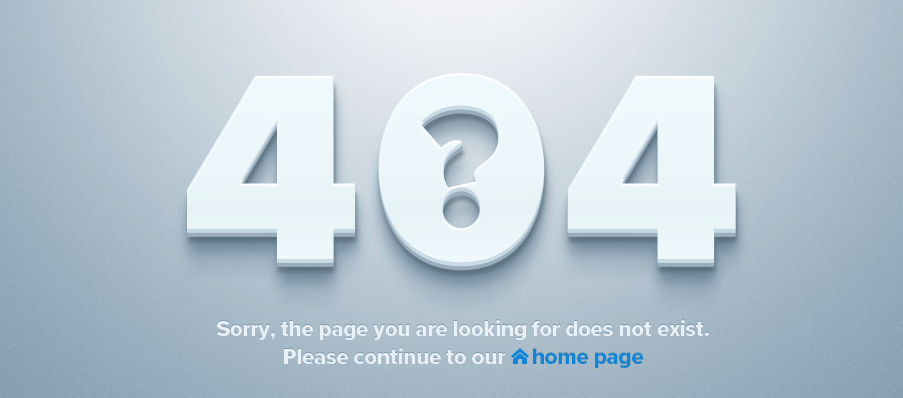 404
Sorry, the page you are looking for does not exist.
Please continue to our home page